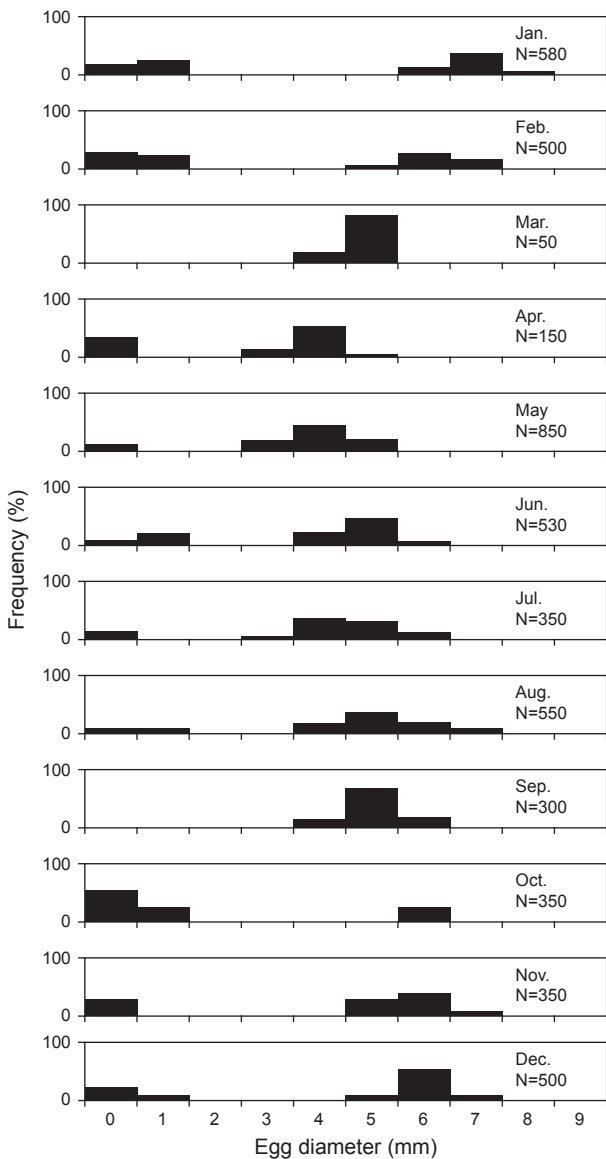 100
0
Jan.
N=580
100
0
Feb.
N=500
100
0
Mar.
N=50
100
0
Apr.
N=150
100
0
May
N=850
100
0
Jun.
N=530
100
0
Jul.
N=350
100
0
Aug.
N=550
100
0
Sep.
N=300
100
0
Oct.
N=350
100
0
Nov.
N=350
100
0
Dec.
N=500
Frequency (%)
0 1 2 3 4 5 6 7 8 9
Egg diameter (mm)